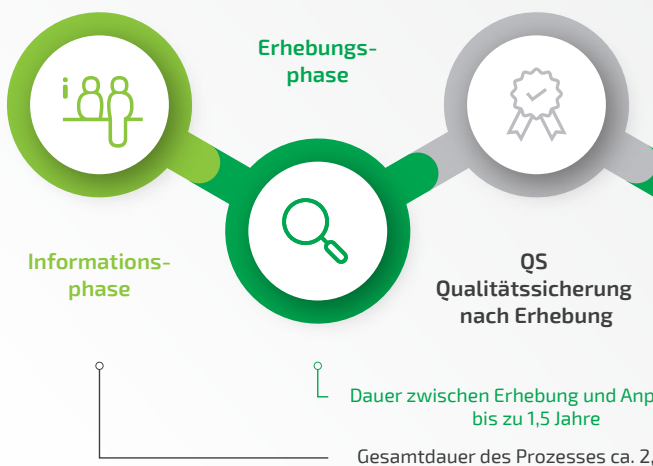 Erhebungs-
phase
Informations-
phase
QS
Qualitätssicherung
nach Erhebung
Dauer zwischen Erhebung und
bis zu 1,5 Jahre
Gesamtdauer des Prozesses ca.